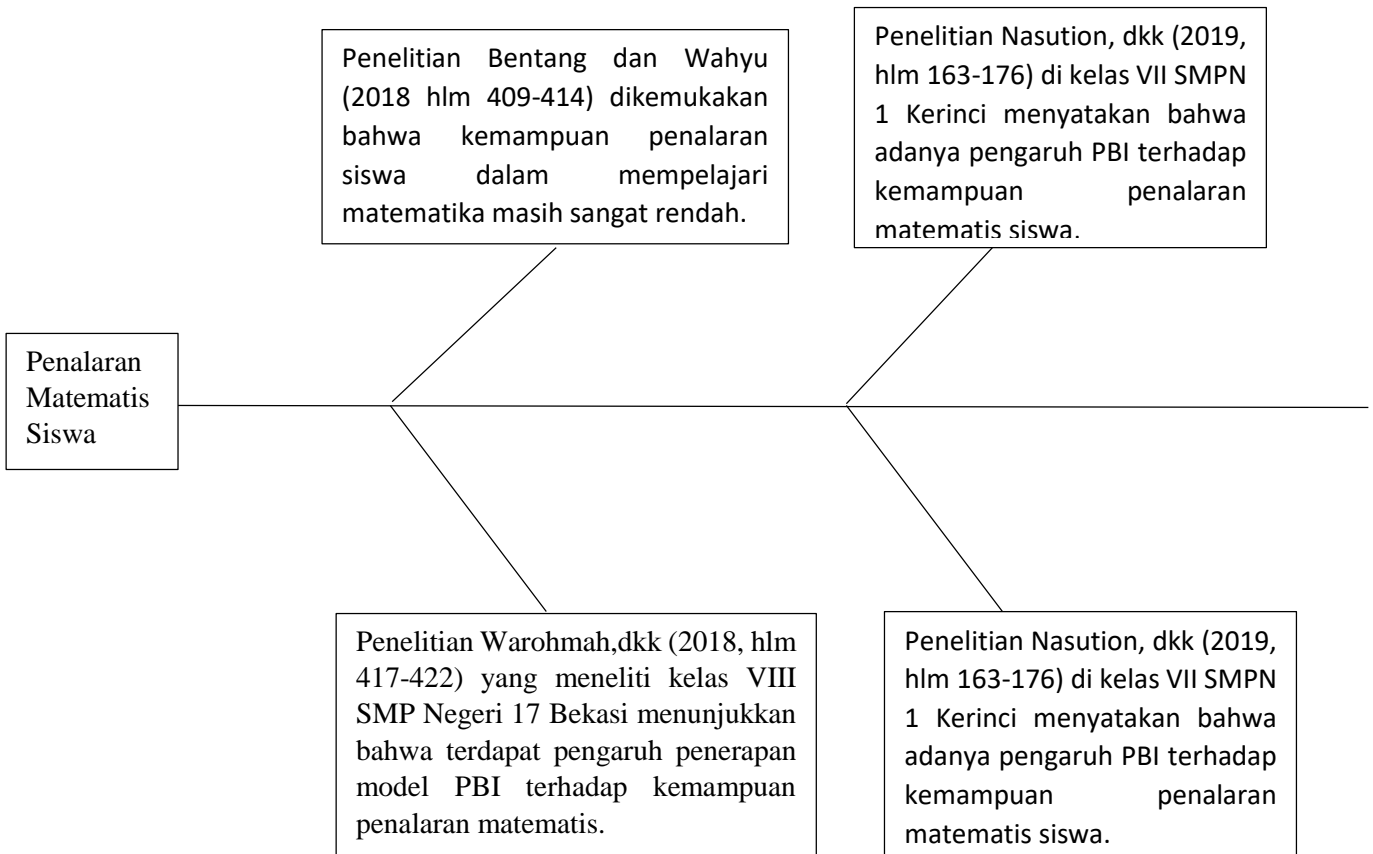 Penelitian Bentang dan Wahyu
(2018 hlm 409-414) dikemukakan
bahwa kemampuan penalaran
siswa dalam mempelajari
matematika masih sangat rendah.
Penelitian Nasution, dkk (2019,
hlm 163-176) di kelas VII SMPN
1 Kerinci menyatakan bahwa
adanya pengaruh PBI terhadap
kemampuan penalaran
matematis siswa.
Penalaran
Matematis
Siswa
Penelitian Warohmah,dkk (2018, hlm
417-422) yang meneliti kelas VIII
SMP Negeri 17 Bekasi menunjukkan
bahwa terdapat pengaruh penerapan
model PBI terhadap kemampuan
penalaran matematis.
Penelitian Nasution, dkk (2019,
hlm 163-176) di kelas VII SMPN
1 Kerinci menyatakan bahwa
adanya pengaruh PBI terhadap
kemampuan penalaran
matematis siswa.